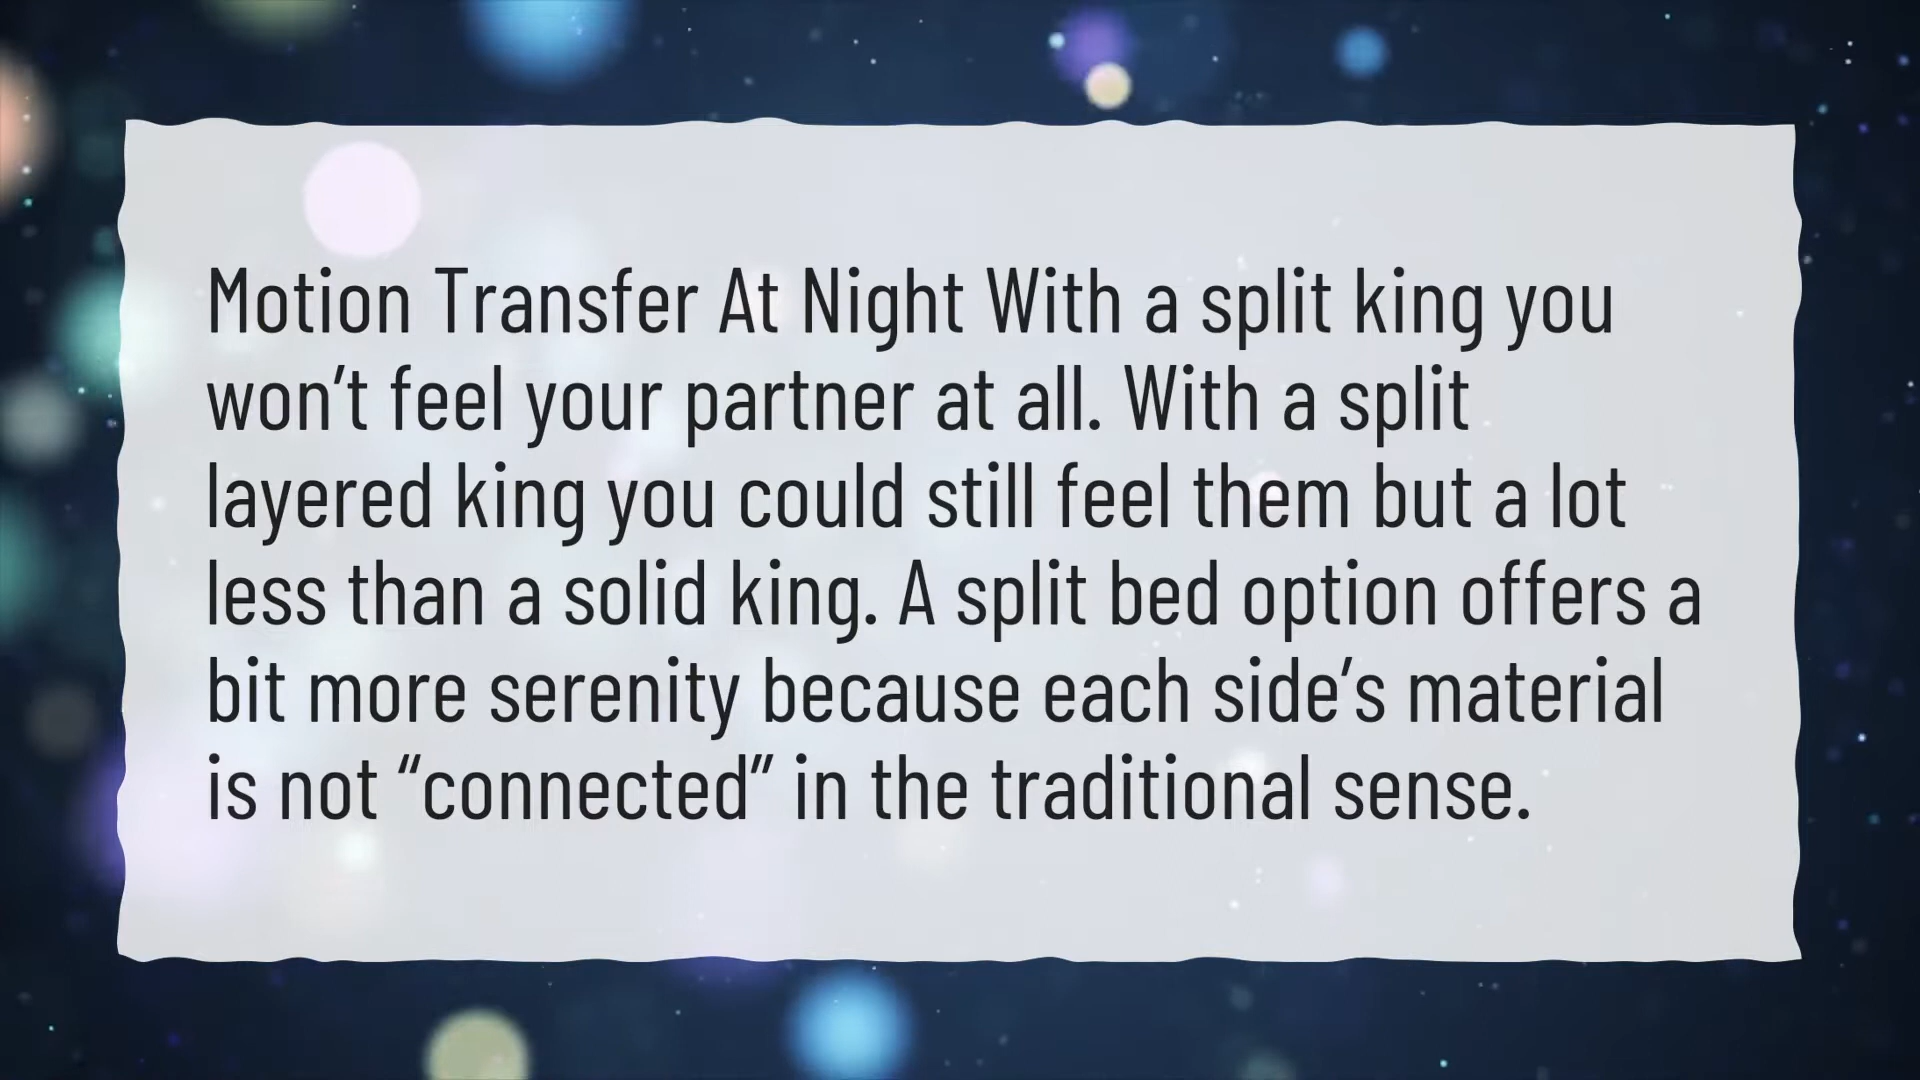 Motion Transfer At Night With a split king you
won’t feel your partner at all. With a split
layered king you could still feel them but a lot
less than a solid king. A split bed option offers a
bit more serenity because each side’s material
is not “connected” in the traditional sense.